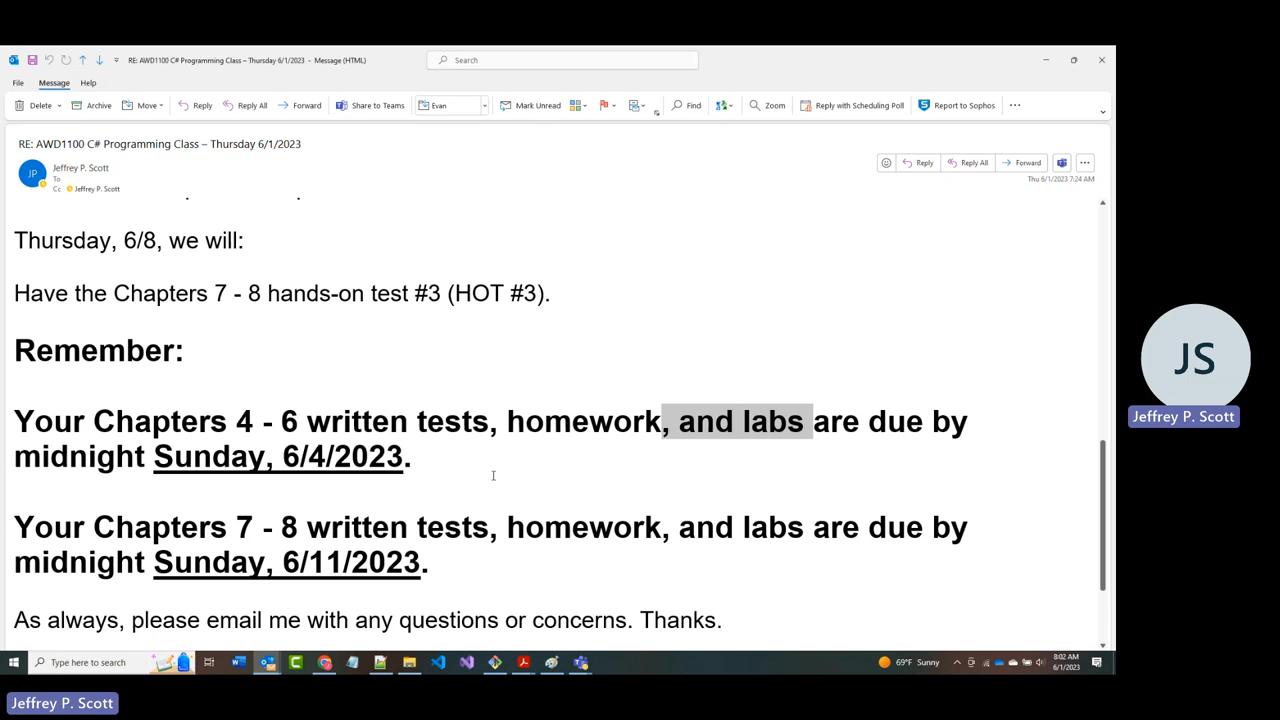 RE: AWD1100 C# Programming Class – Thursday 6/1/2023 - Message (HTML)
Search
File Message Help
Delete Archive Move Reply Reply All Forward Share to Teams Evan Mark Unread Find Zoom Reply with Scheduling Poll Report to Sophos
RE: AWD1100 C# Programming Class – Thursday 6/1/2023
JP
Jeffrey P. Scott
To
Cc Jeffrey P. Scott
Reply Reply All Forward
Thu 6/1/2023 7:24 AM
Thursday, 6/8, we will:
Have the Chapters 7 - 8 hands-on test #3 (HOT #3).
Remember:
Your Chapters 4 - 6 written tests, homework, and labs are due by
midnight Sunday, 6/4/2023.
Your Chapters 7 - 8 written tests, homework, and labs are due by
midnight Sunday, 6/11/2023.
As always, please email me with any questions or concerns. Thanks.
JS
Jeffrey P. Scott
Type here to search
69°F Sunny
8:02 AM
6/1/2023
Jeffrey P. Scott